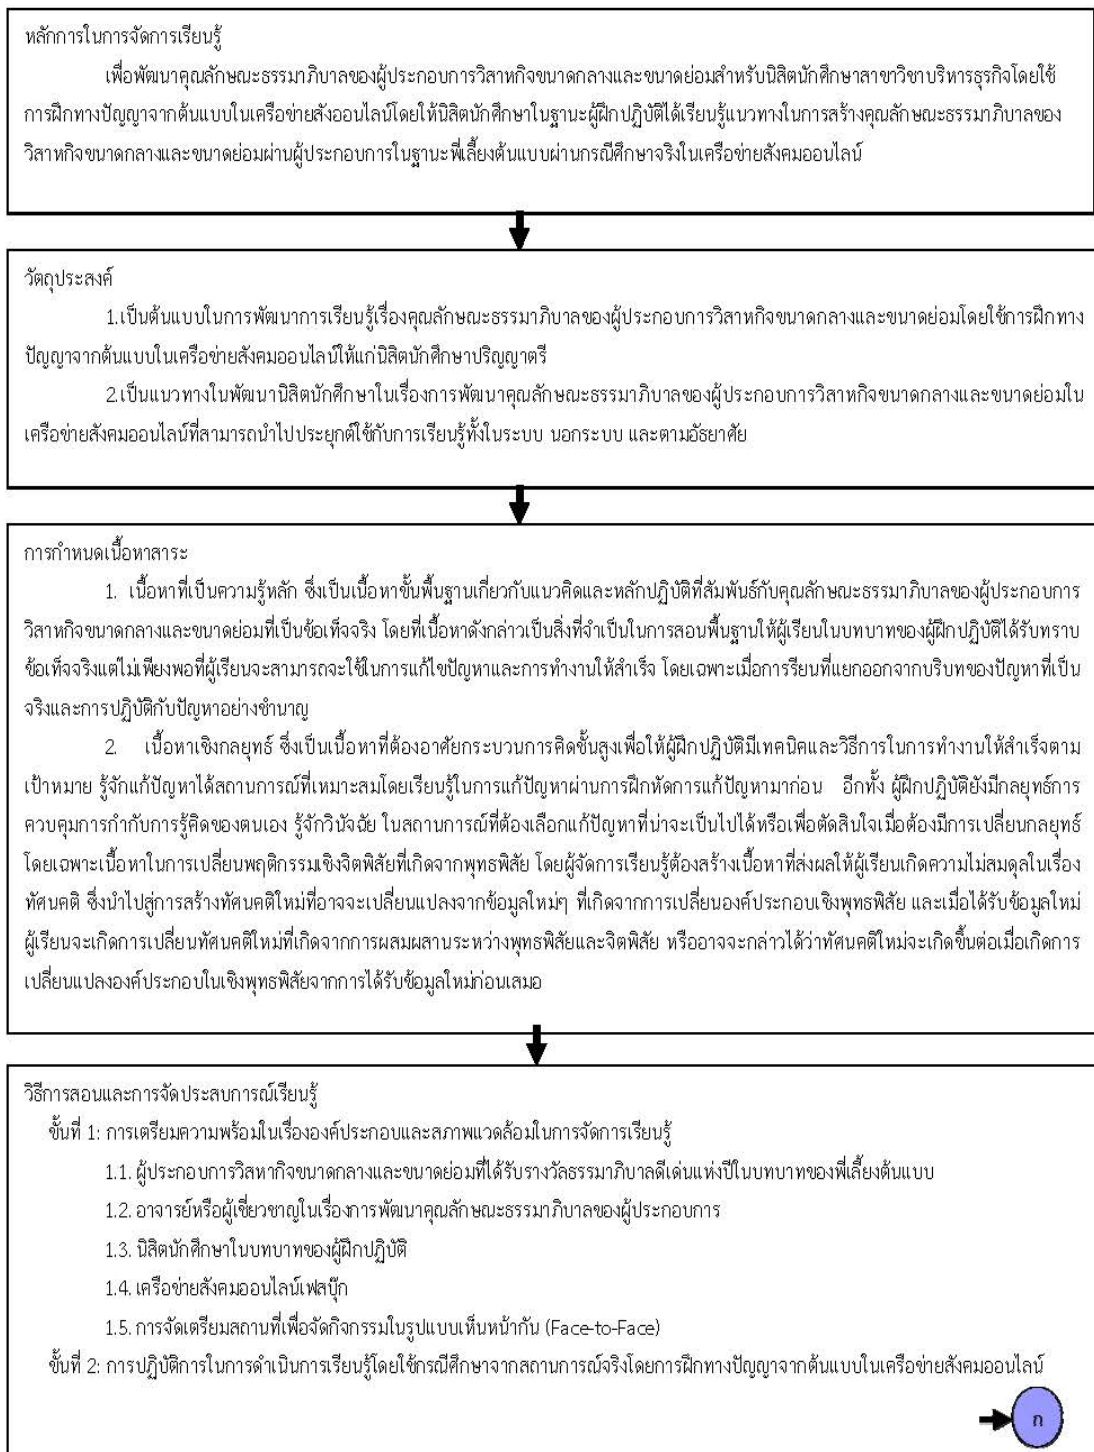 หลักการในการจัดการเรียนรู้
เพื่อพัฒนาคุณลักษณะธรรมาภิบาลของผู้ประกอบการวิสาหกิจขนาดกลางและขนาดย่อมสำหรับนิสิตนักศึกษาสาขาวิชาบริหารธุรกิจโดยใช้
การฝึกทางปัญญาจากต้นแบบในเครือข่ายสังออนไลน์โดยให้นิสิตนักศึกษาในฐานะผู้ฝึกปฏิบัติได้เรียนรู้แนวทางในการสร้างคุณลักษณะธรรมาภิบาลของ
วิสาหกิจขนาดกลางและขนาดย่อมผ่านผู้ประกอบการในฐานะพี่เลี้ยงต้นแบบผ่านกรณีศึกษาจริงในเครือข่ายสังคมออนไลน์
วัตถุประสงค์
1.เป็นต้นแบบในการพัฒนาการเรียนรู้เรื่องคุณลักษณะธรรมาภิบาลของผู้ประกอบการวิสาหกิจขนาดกลางและขนาดย่อมโดยใช้การฝึกทาง
ปัญญาจากต้นแบบในเครือข่ายสังคมออนไลน์ให้แก่นิสิตนักศึกษาปริญญาตรี
2.เป็นแนวทางในพัฒนานิสิตนักศึกษาในเรื่องการพัฒนาคุณลักษณะธรรมาภิบาลของผู้ประกอบการวิสาหกิจขนาดกลางและขนาดย่อมใน
เครือข่ายสังคมออนไลน์ที่สามารถนำไปประยุกต์ใช้กับการเรียนรู้ทั้งในระบบ นอกระบบ และตามอัธยาศัย
การกำหนดเนื้อหาสาระ
1. เนื้อหาที่เป็นความรู้หลัก ซึ่งเป็นเนื้อหาขั้นพื้นฐานเกี่ยวกับแนวคิดและหลักปฏิบัติที่สัมพันธ์กับคุณลักษณะธรรมาภิบาลของผู้ประกอบการ
วิสาหกิจขนาดกลางและขนาดย่อมที่เป็นข้อเท็จจริง โดยที่เนื้อหาดังกล่าวเป็นสิ่งที่จำเป็นในการสอนพื้นฐานให้ผู้เรียนในบทบาทของผู้ฝึกปฏิบัติได้รับทราบ
ข้อเท็จจริงแต่ไม่เพียงพอที่ผู้เรียนจะสามารถจะใช้ในการแก้ไขปัญหาและการทำงานให้สำเร็จ โดยเฉพาะเมื่อการรียนที่แยกออกจากบริบทของปัญหาที่เป็น
จริงและการปฏิบัติกับปัญหาอย่างชำนาญ
2. เนื้อหาเชิงกลยุทธ์ ซึ่งเป็นเนื้อหาที่ต้องอาศัยกระบวนการคิดชั้นสูงเพื่อให้ผู้ฝึกปฏิบัติมีเทคนิคและวิธีการในการทำงานให้สำเร็จตาม
เป้าหมาย รู้จักแก้ปัญหาได้สถานการณ์ที่เหมาะสมโดยเรียนรู้ในการแก้ปัญหาผ่านการฝึกหัดการแก้ปัญหามาก่อน อีกทั้ง ผู้ฝึกปฏิบัติยังมีกลยุทธ์การ
ควบคุมการกำกับการรู้คิดของตนเอง รู้จักวินัจฉัย ในสถานการณ์ที่ต้องเลือกแก้ปัญหาที่น่าจะเป็นไปได้หรือเพื่อตัดสินใจเมื่อต้องมีการเปลี่ยนกลยุทธ์
โดยเฉพาะเนื้อหาในการเปลี่ยนพฤติกรรมเชิงจิตพิสัยที่เกิดจากพุทธพิสัย โดยผู้จัดการเรียนรู้ต้องสร้างเนื้อหาที่ส่งผลให้ผู้เรียนเกิดความไม่สมดุลในเรื่อง
ทัศนคติ ซึ่งนำไปสู่การสร้างทัศนคติใหม่ที่อาจจะเปลี่ยนแปลงจากข้อมูลใหม่ๆ ที่เกิดจากการเปลี่ยนองค์ประกอบเชิงพุทธพิสัย และเมื่อได้รับข้อมูลใหม่
ผู้เรียนจะเกิดการเปลี่ยนทัศนคติใหม่ที่เกิดจากการผสมผสานระหว่างพุทธพิสัยและจิตพิสัย หรืออาจจะกล่าวได้ว่าทัศนคติใหม่จะเกิดขึ้นต่อเมื่อเกิดการ
เปลี่ยนแปลงองค์ประกอบในเชิงพุทธพิสัยจากการได้รับข้อมูลใหม่ก่อนเสมอ
วิธีการสอนและการจัดประสบการณ์เรียนรู้
ขั้นที่ 1: การเตรียมความพร้อมในเรื่ององค์ประกอบและสภาพแวดล้อมในการจัดการเรียนรู้
1.1. ผู้ประกอบการวิสหากิจขนาดกลางและขนาดย่อมที่ได้รับรางวัลธรรมาภิบาลดีเด่นแห่งปีในบทบาทของพี่เลี้ยงต้นแบบ
1.2. อาจารย์หรือผู้เชี่ยวชาญในเรื่องการพัฒนาคุณลักษณะธรรมาภิบาลของผู้ประกอบการ
1.3. นิสิตนักศึกษาในบทบาทของผู้ฝึกปฏิบัติ
1.4. เครือข่ายสังคมออนไลน์เฟสบุ๊ก
1.5. การจัดเตรียมสถานที่เพื่อจัดกิจกรรมในรูปแบบเห็นหน้ากัน (Face-to-Face)
ขั้นที่ 2: การปฏิบัติการในการดำเนินการเรียนรู้โดยใช้กรณีศึกษาจากสถานการณ์จริงโดยการฝึกทางปัญญาจากต้นแบบในเครือข่ายสังคมออนไลน์
ก